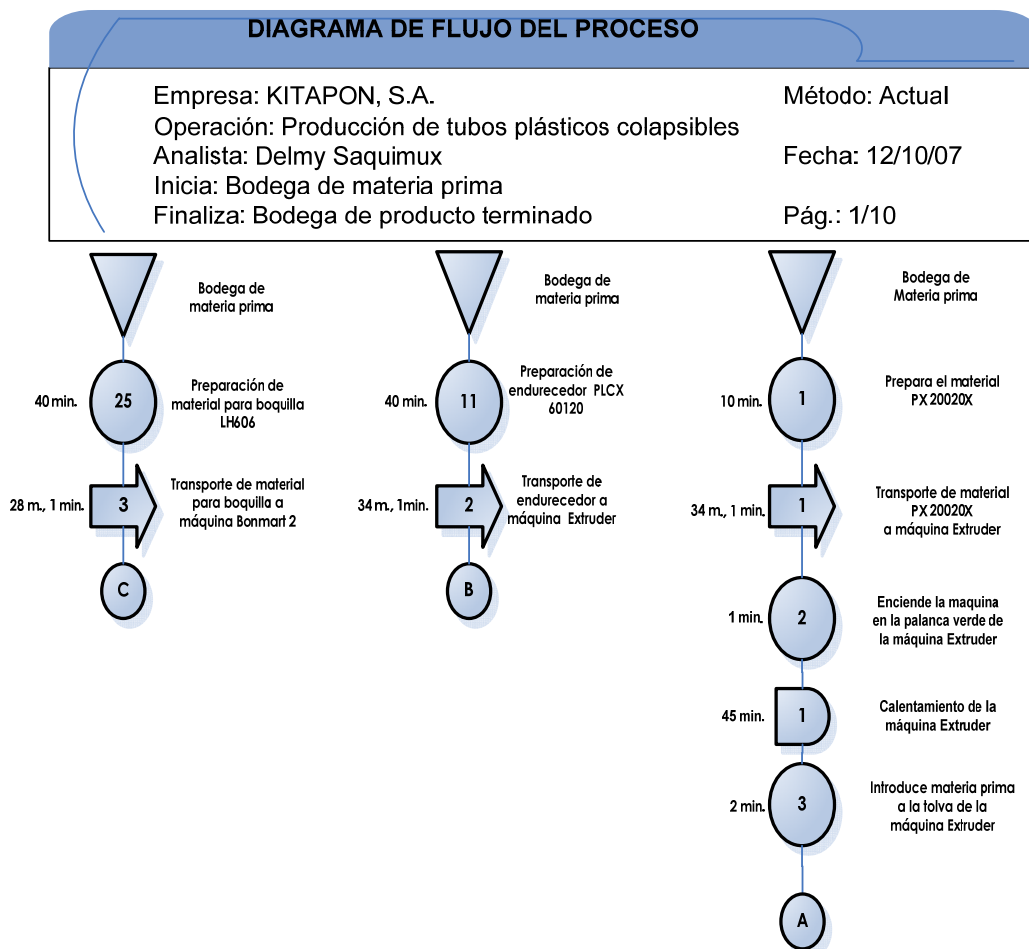 DIAGRAMA DE FLUJO DEL PROCESO
Empresa: KITAPON, S.A.
Método: Actual
Operación: Producción de tubos plásticos colapsibles
Analista: Delmy Saquimux
Fecha: 12/10/07
Inicia: Bodega de materia prima
Finaliza: Bodega de producto terminado
Pág.: 1/10
Bodega de
materia prima
40 min.
25
Preparación de
material para boquilla
LH606
28 m., 1 min.
3
Transporte de material
para boquilla a
máquina Bonmart 2
C
Bodega de
materia prima
40 min.
11
Preparación de
endurecedor PLCX
60120
34 m., 1min.
2
Transporte de
endurecedor a
máquina Extruder
B
Bodega de
Materia prima
10 min.
1
Prepara el material
PX 20020X
34 m., 1 min.
1
Transporte de material
PX 20020X
a máquina Extruder
1 min.
2
Enciende la maquina
en la palanca verde de
la máquina Extruder
45 min.
1
Calentamiento de la
máquina Extruder
2 min.
3
Introduce materia prima
a la tolva de la
máquina Extruder
A